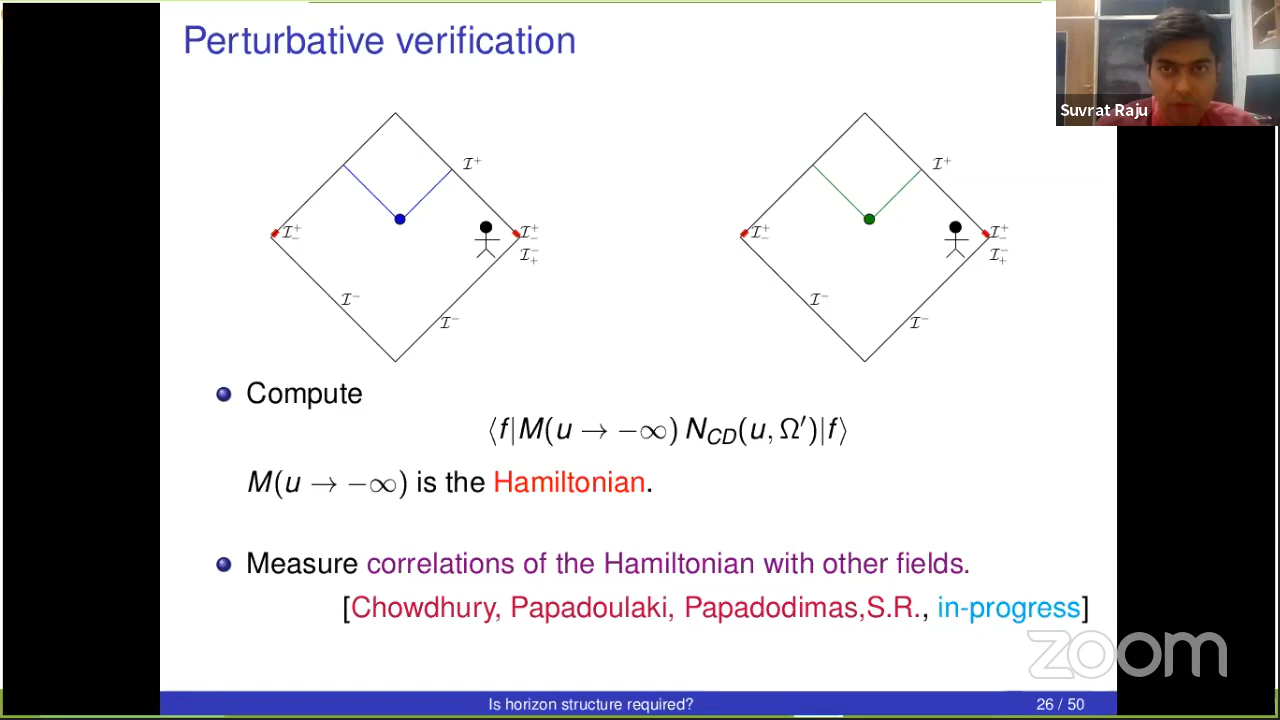 Perturbative verification
Suvrat Raju
ℐ⁺
ℐ⁺
ℐ⁺₋
ℐ⁺₋
ℐ⁺₋
ℐ⁺₋
ℐ⁻₊
ℐ⁻₊
ℐ⁻
ℐ⁻
ℐ⁻
ℐ⁻
Compute
⟨f|M(u → −∞) N_CD(u, Ω′)|f⟩
M(u → −∞) is the Hamiltonian.
Measure correlations of the Hamiltonian with other fields.
[Chowdhury, Papadoulaki, Papadodimas,S.R., in-progress]
zoom
Is horizon structure required?
26 / 50